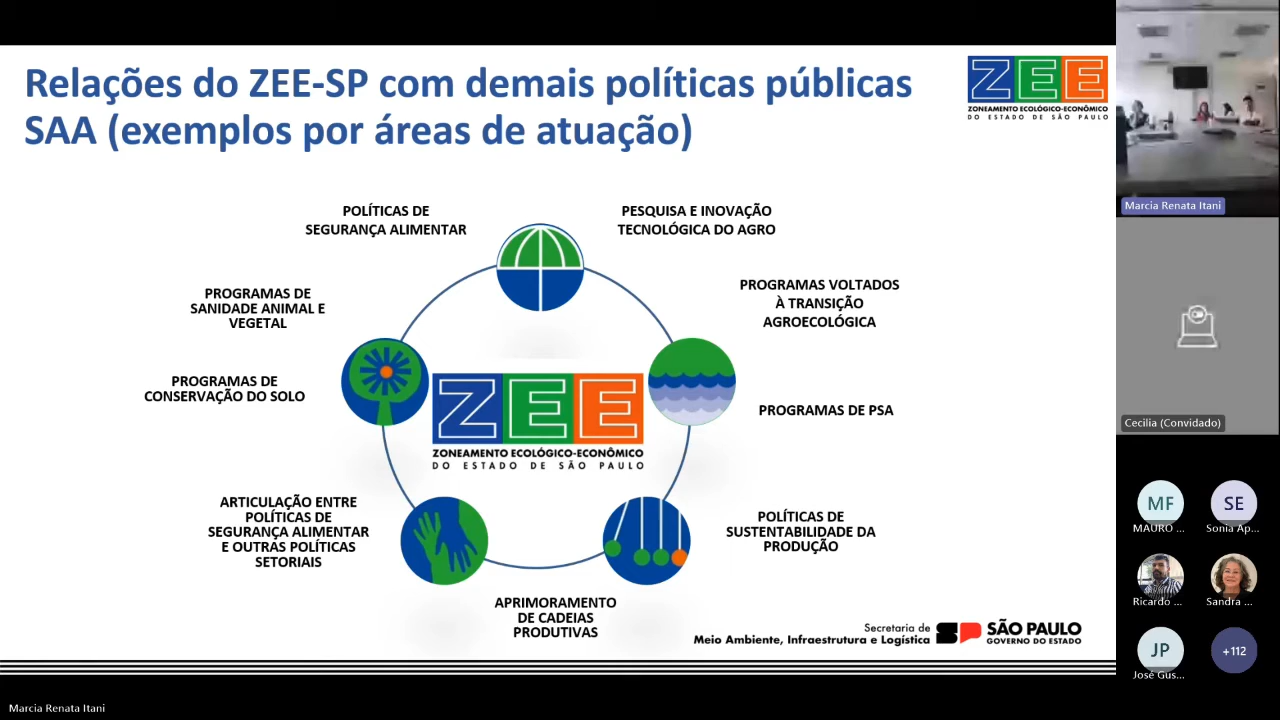 Relações do ZEE-SP com demais políticas públicas
SAA (exemplos por áreas de atuação)
ZEE
ZONEAMENTO ECOLÓGICO-ECONÔMICO
DO ESTADO DE SÃO PAULO
POLÍTICAS DE
SEGURANÇA ALIMENTAR
PESQUISA E INOVAÇÃO
TECNOLÓGICA DO AGRO
PROGRAMAS DE
SANIDADE ANIMAL E
VEGETAL
PROGRAMAS VOLTADOS
À TRANSIÇÃO
AGROECOLÓGICA
PROGRAMAS DE
CONSERVAÇÃO DO SOLO
ZEE
ZONEAMENTO ECOLÓGICO-ECONÔMICO
DO ESTADO DE SÃO PAULO
PROGRAMAS DE PSA
ARTICULAÇÃO ENTRE
POLÍTICAS DE
SEGURANÇA ALIMENTAR
E OUTRAS POLÍTICAS
SETORIAIS
POLÍTICAS DE
SUSTENTABILIDADE DA
PRODUÇÃO
APRIMORAMENTO
DE CADEIAS
PRODUTIVAS
Secretaria de
Meio Ambiente, Infraestrutura e Logística
SP
SÃO PAULO
GOVERNO DO ESTADO
Marcia Renata Itani
Cecilia (Convidado)
MF
MAURO ...
SE
Sonia Ap...
Ricardo ...
Sandra ...
JP
José Gus...
+112
Marcia Renata Itani